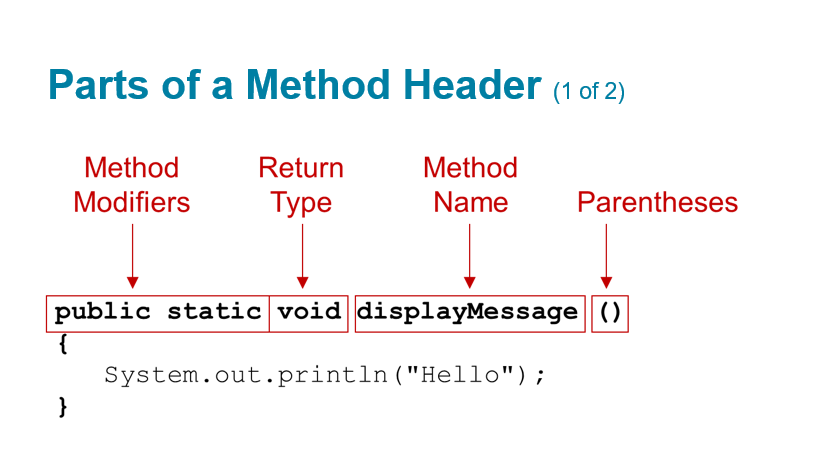 Parts of a Method Header (1 of 2)
Method Modifiers
Return Type
Method Name
Parentheses
public static void displayMessage ()
{
System.out.println("Hello");
}